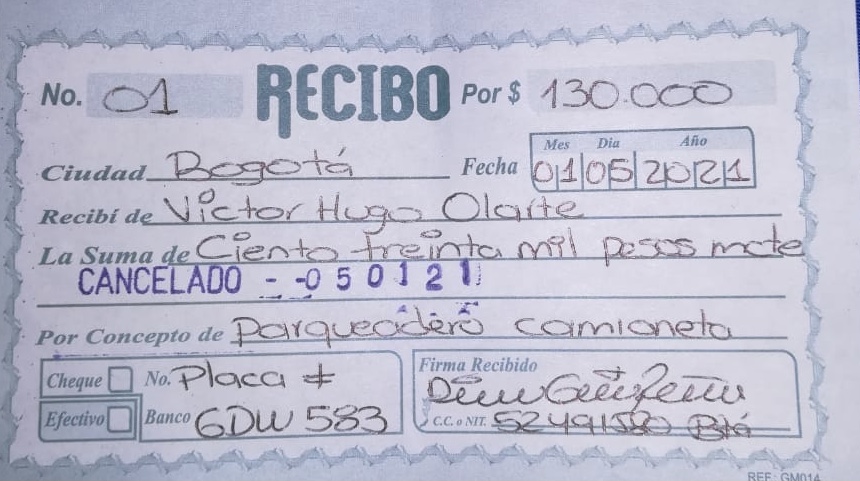 No. 01 RECIBO Por $ 130.000
Mes Dia Año
Ciudad Bogotá Fecha 01 05 2021
Recibí de Victor Hugo Olarte
La Suma de Ciento treinta mil pesos mcte
CANCELADO - -050121
Por Concepto de Parqueadero camioneta
Cheque No. Placa #
Efectivo Banco GDW 583
Firma Recibido
C.C. o NIT. 52491580 Btá
REF: GM014